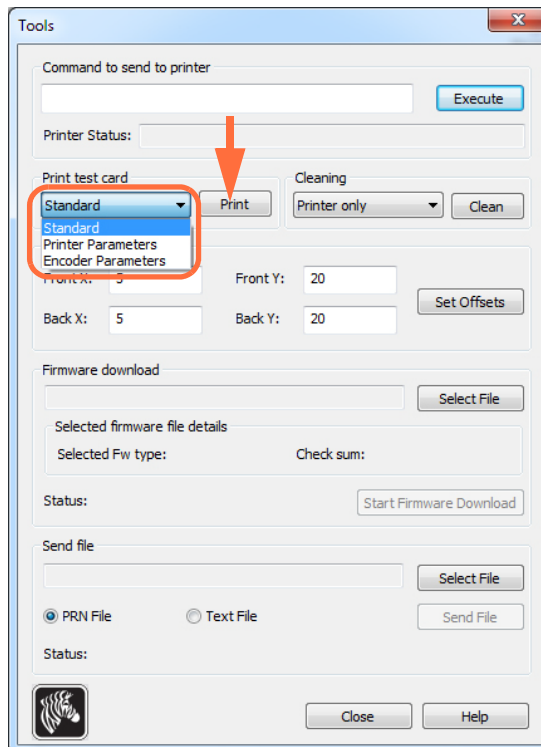 Tools
Command to send to printer
Execute
Printer Status:
Print test card
Cleaning
Standard
Print
Printer only
Clean
Standard
Printer Parameters
Encoder Parameters
Front X: 5 Front Y: 20
Set Offsets
Back X: 5 Back Y: 20
Firmware download
Select File
Selected firmware file details
Selected Fw type: Check sum:
Status:
Start Firmware Download
Send file
Select File
PRN File Text File
Send File
Status:
Close Help